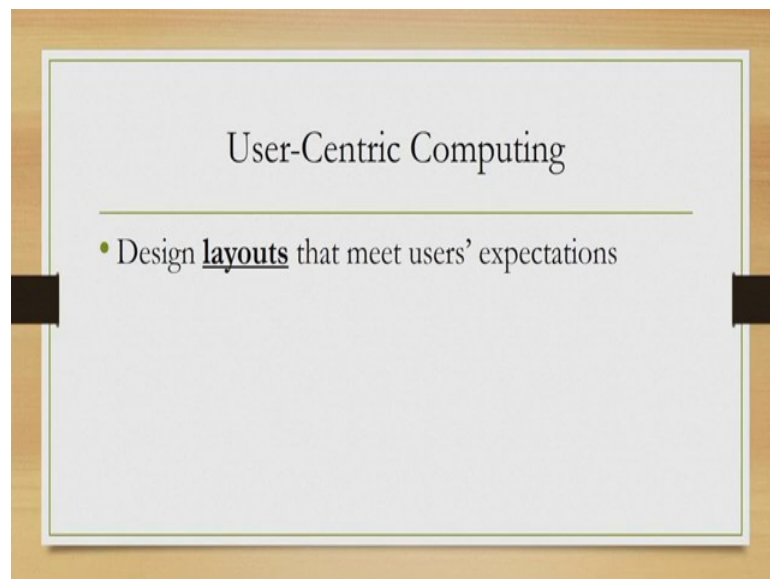 User-Centric Computing
• Design layouts that meet users’ expectations